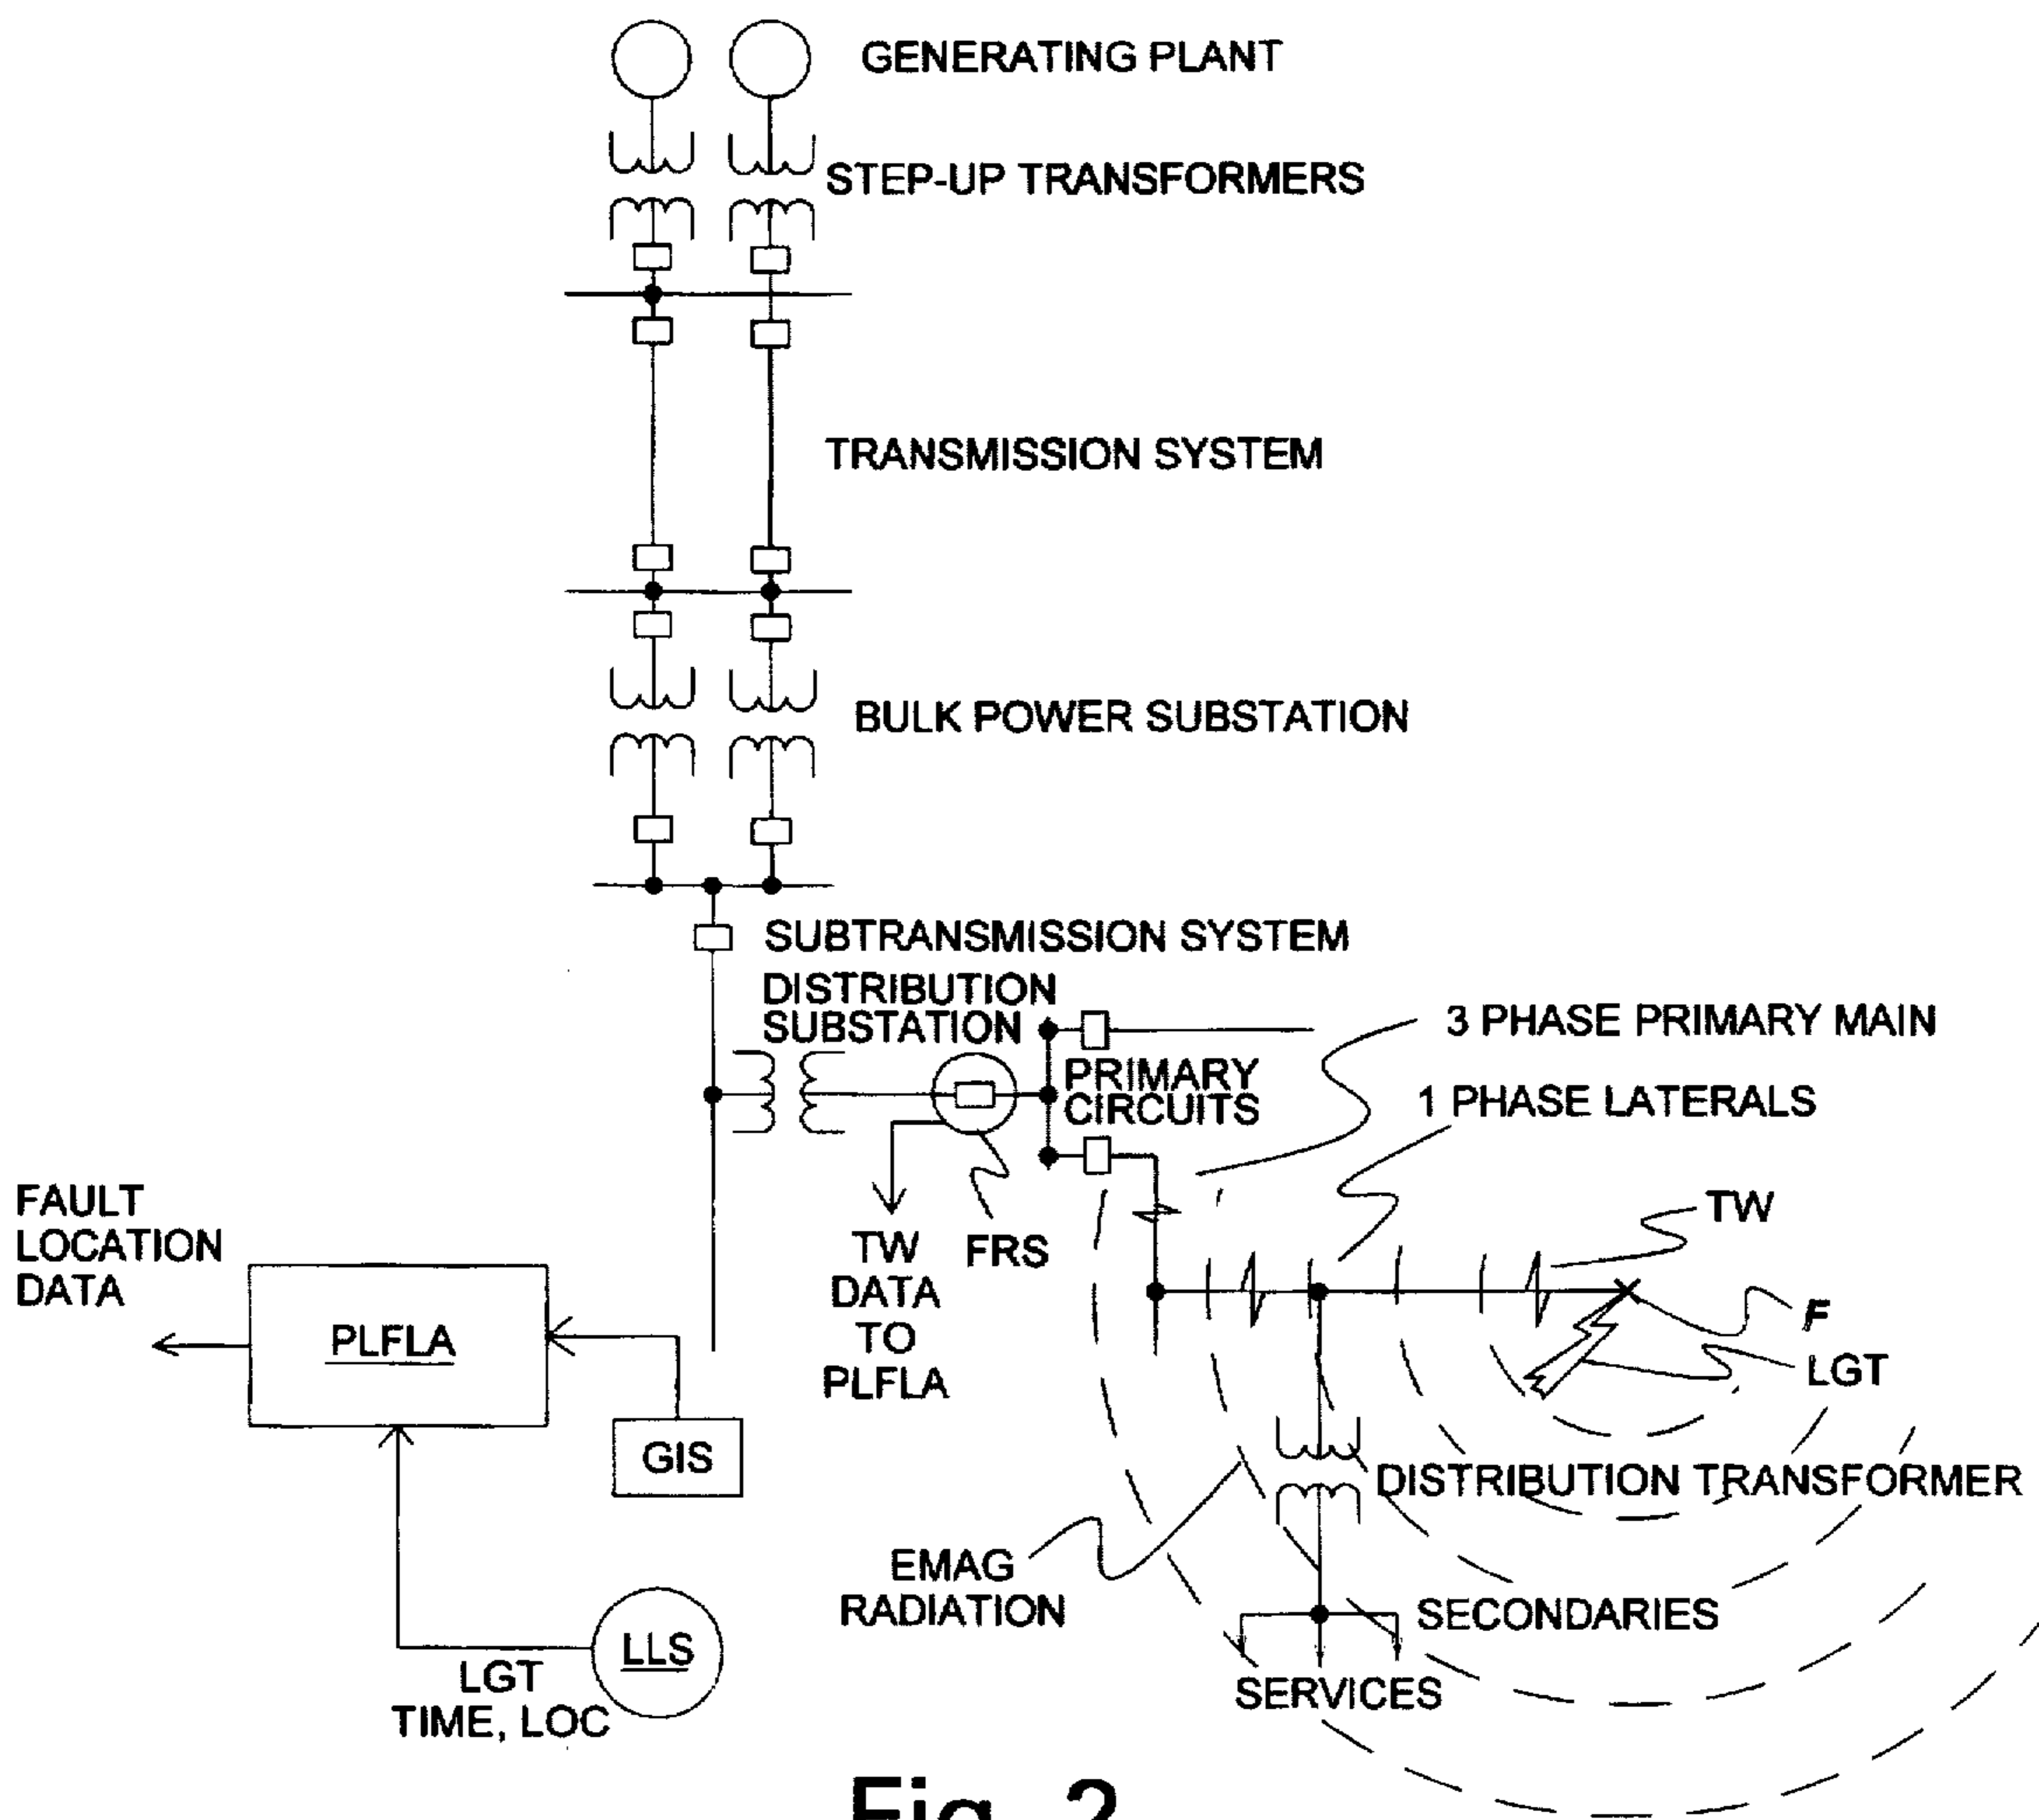 GENERATING PLANT
STEP-UP TRANSFORMERS
TRANSMISSION SYSTEM
BULK POWER SUBSTATION
SUBTRANSMISSION SYSTEM
DISTRIBUTION
SUBSTATION
3 PHASE PRIMARY MAIN
PRIMARY
CIRCUITS
1 PHASE LATERALS
FAULT
LOCATION
DATA
TW
DATA
TO
PLFLA
FRS
TW
F
LGT
PLFLA
GIS
DISTRIBUTION TRANSFORMER
EMAG
RADIATION
SECONDARIES
LLS
LGT
TIME, LOC
SERVICES
Fig. 2